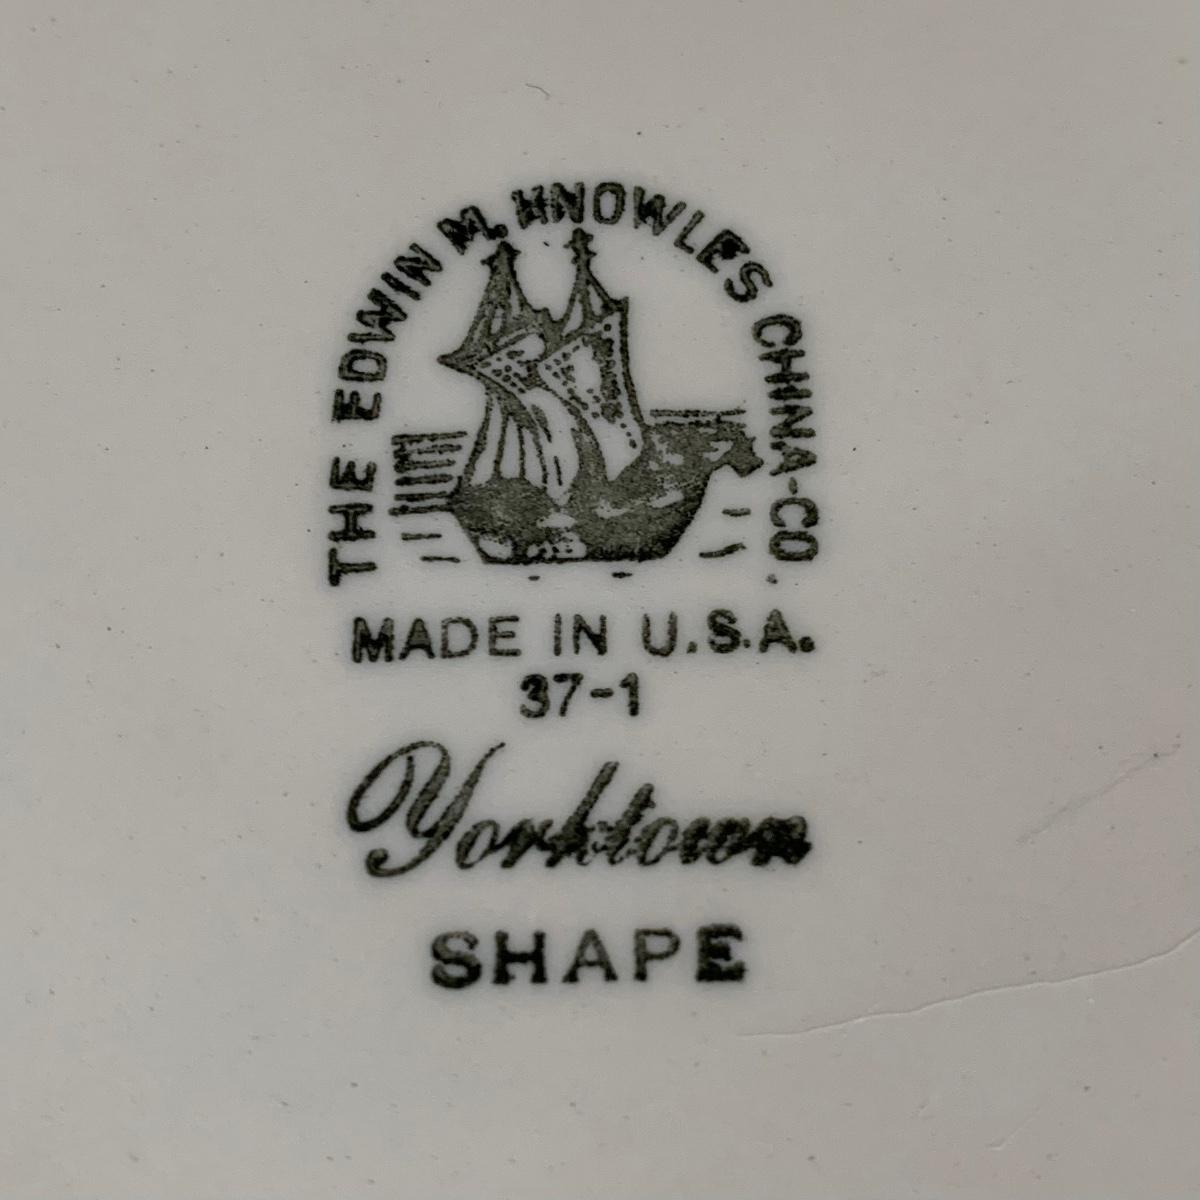 THE EDWIN M. KNOWLES CHINA-CO.
MADE IN U.S.A.
37-1
Yorktown
SHAPE